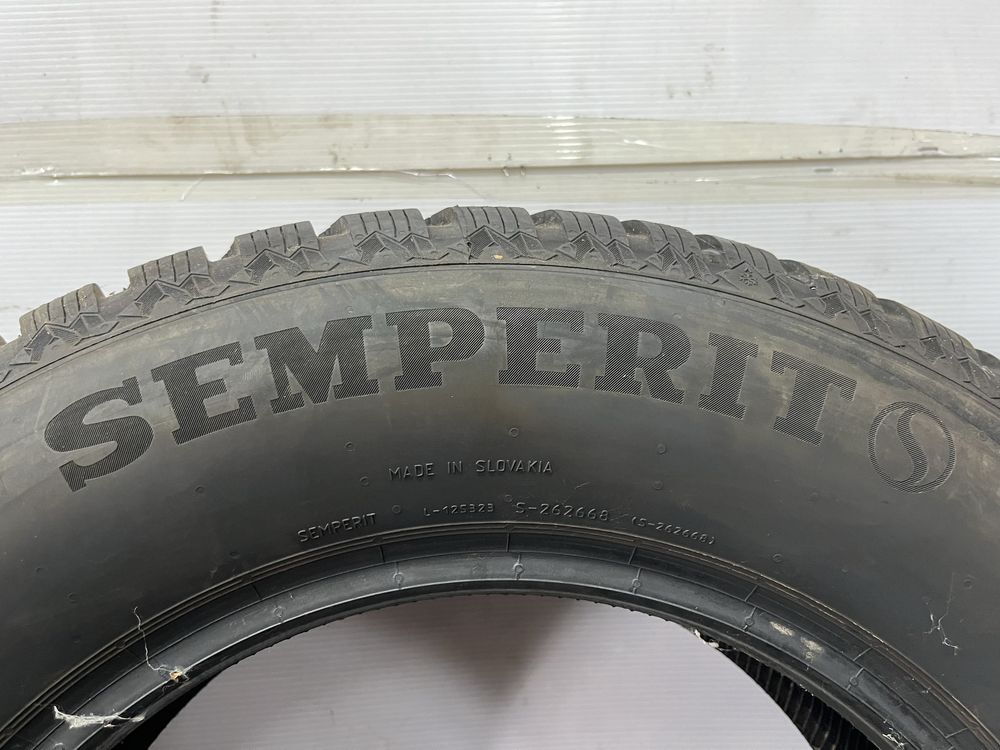 SEMPERIT
MADE IN SLOVAKIA
SEMPERIT L-125323 S-262668 (S-262668)